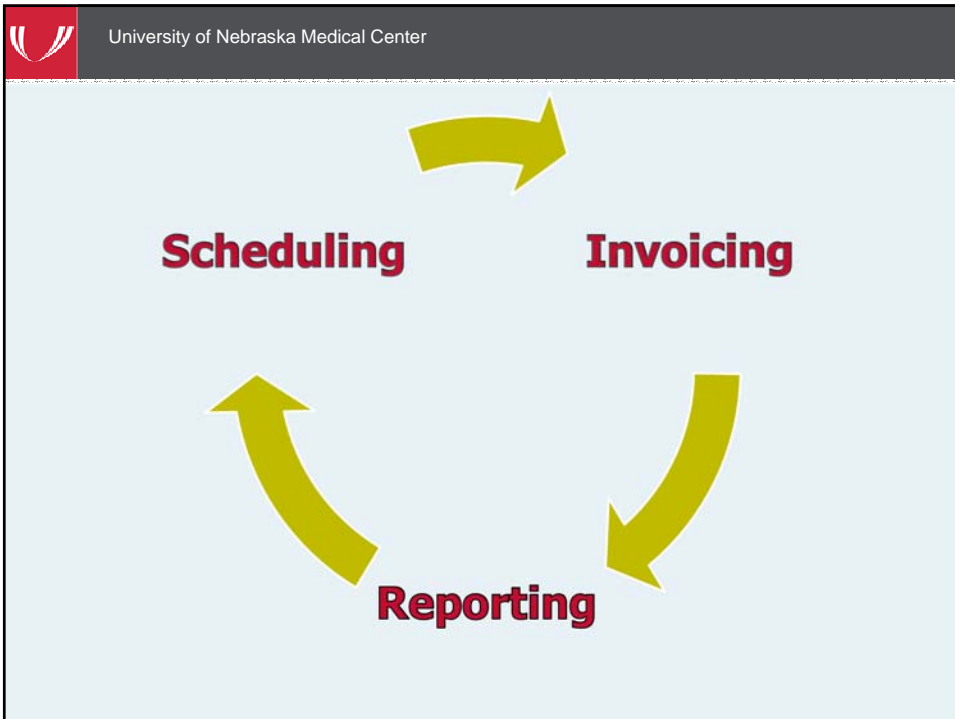 University of Nebraska Medical Center
Scheduling
Invoicing
Reporting